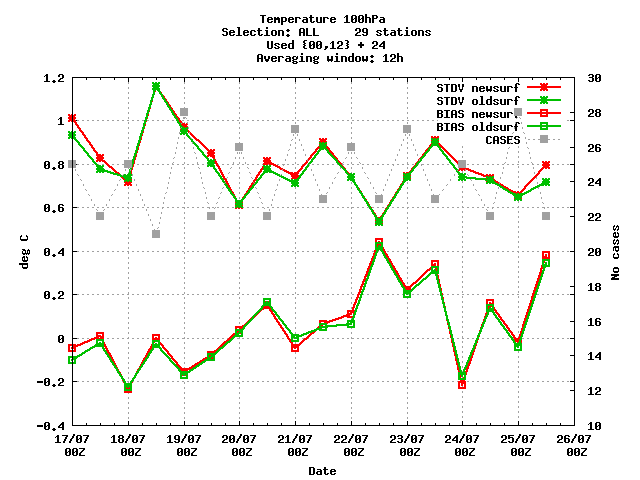 Temperature 100hPa
Selection: ALL     29 stations
Used {00,12} + 24
Averaging window: 12h
STDV newsurf
STDV oldsurf
BIAS newsurf
BIAS oldsurf
CASES
1.2
1
0.8
0.6
0.4
0.2
0
-0.2
-0.4
deg C
30
28
26
24
22
20
18
16
14
12
10
No cases
17/07 18/07 19/07 20/07 21/07 22/07 23/07 24/07 25/07 26/07
00Z 00Z 00Z 00Z 00Z 00Z 00Z 00Z 00Z 00Z
Date